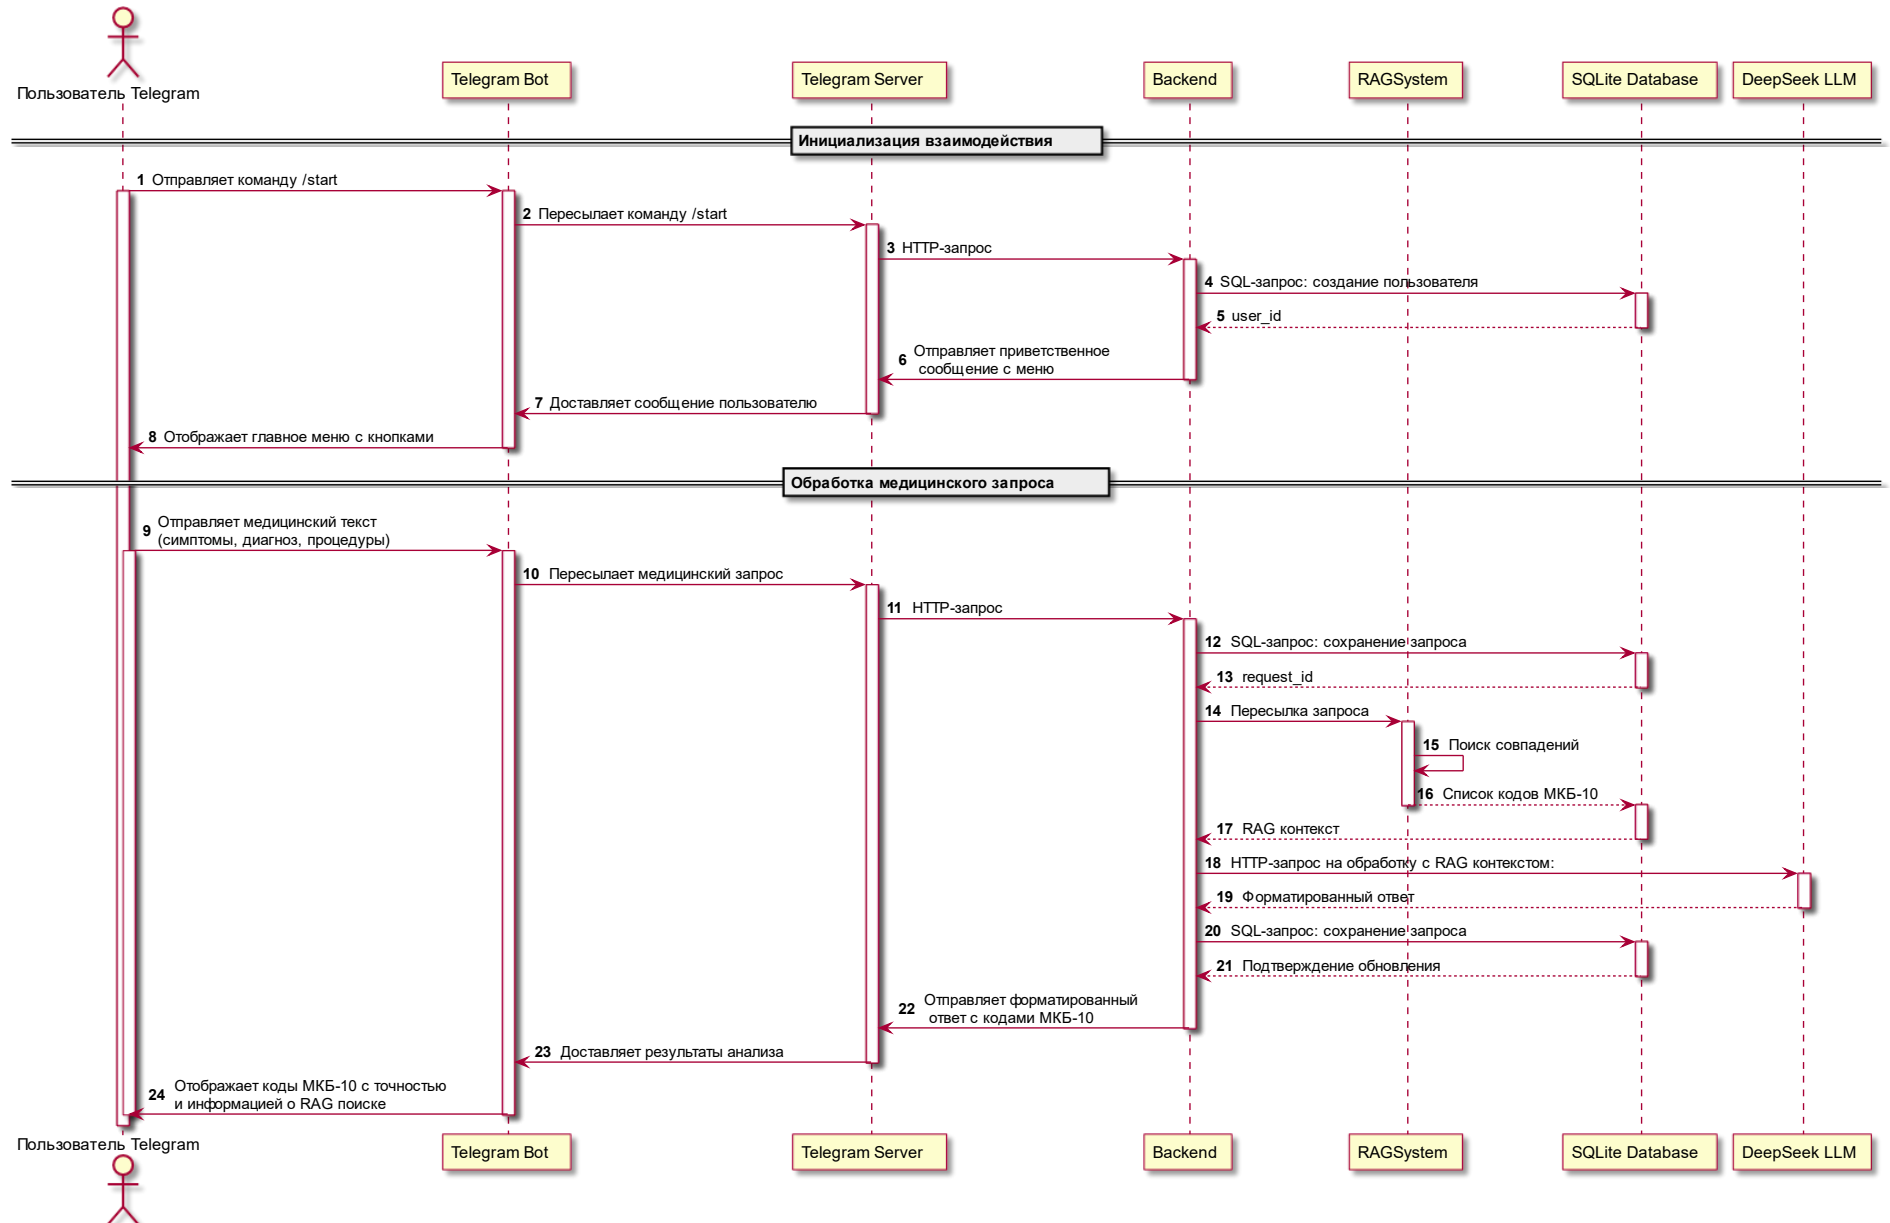 Пользователь Telegram
Telegram Bot
Telegram Server
Backend
RAGSystem
SQLite Database
DeepSeek LLM
Инициализация взаимодействия
1 Отправляет команду /start
2 Пересылает команду /start
3 HTTP-запрос
4 SQL-запрос: создание пользователя
5 user_id
6 Отправляет приветственное
сообщение с меню
7 Доставляет сообщение пользователю
8 Отображает главное меню с кнопками
Обработка медицинского запроса
9 Отправляет медицинский текст
(симптомы, диагноз, процедуры)
10 Пересылает медицинский запрос
11 HTTP-запрос
12 SQL-запрос: сохранение запроса
13 request_id
14 Пересылка запроса
15 Поиск совпадений
16 Список кодов МКБ-10
17 RAG контекст
18 HTTP-запрос на обработку с RAG контекстом:
19 Форматированный ответ
20 SQL-запрос: сохранение запроса
21 Подтверждение обновления
22 Отправляет форматированный
ответ с кодами МКБ-10
23 Доставляет результаты анализа
24 Отображает коды МКБ-10 с точностью
и информацией о RAG поиске
Пользователь Telegram
Telegram Bot
Telegram Server
Backend
RAGSystem
SQLite Database
DeepSeek LLM